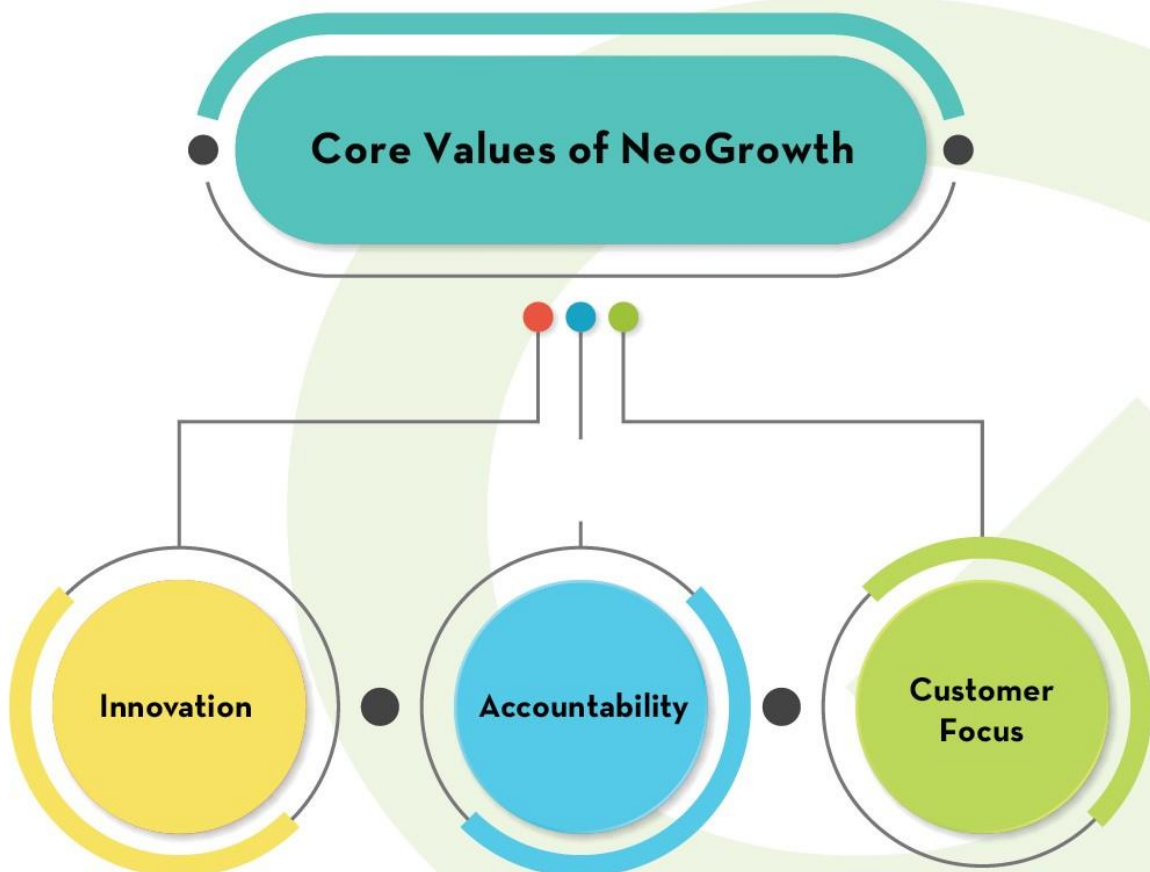 Core Values of NeoGrowth
Innovation
Accountability
Customer
Focus